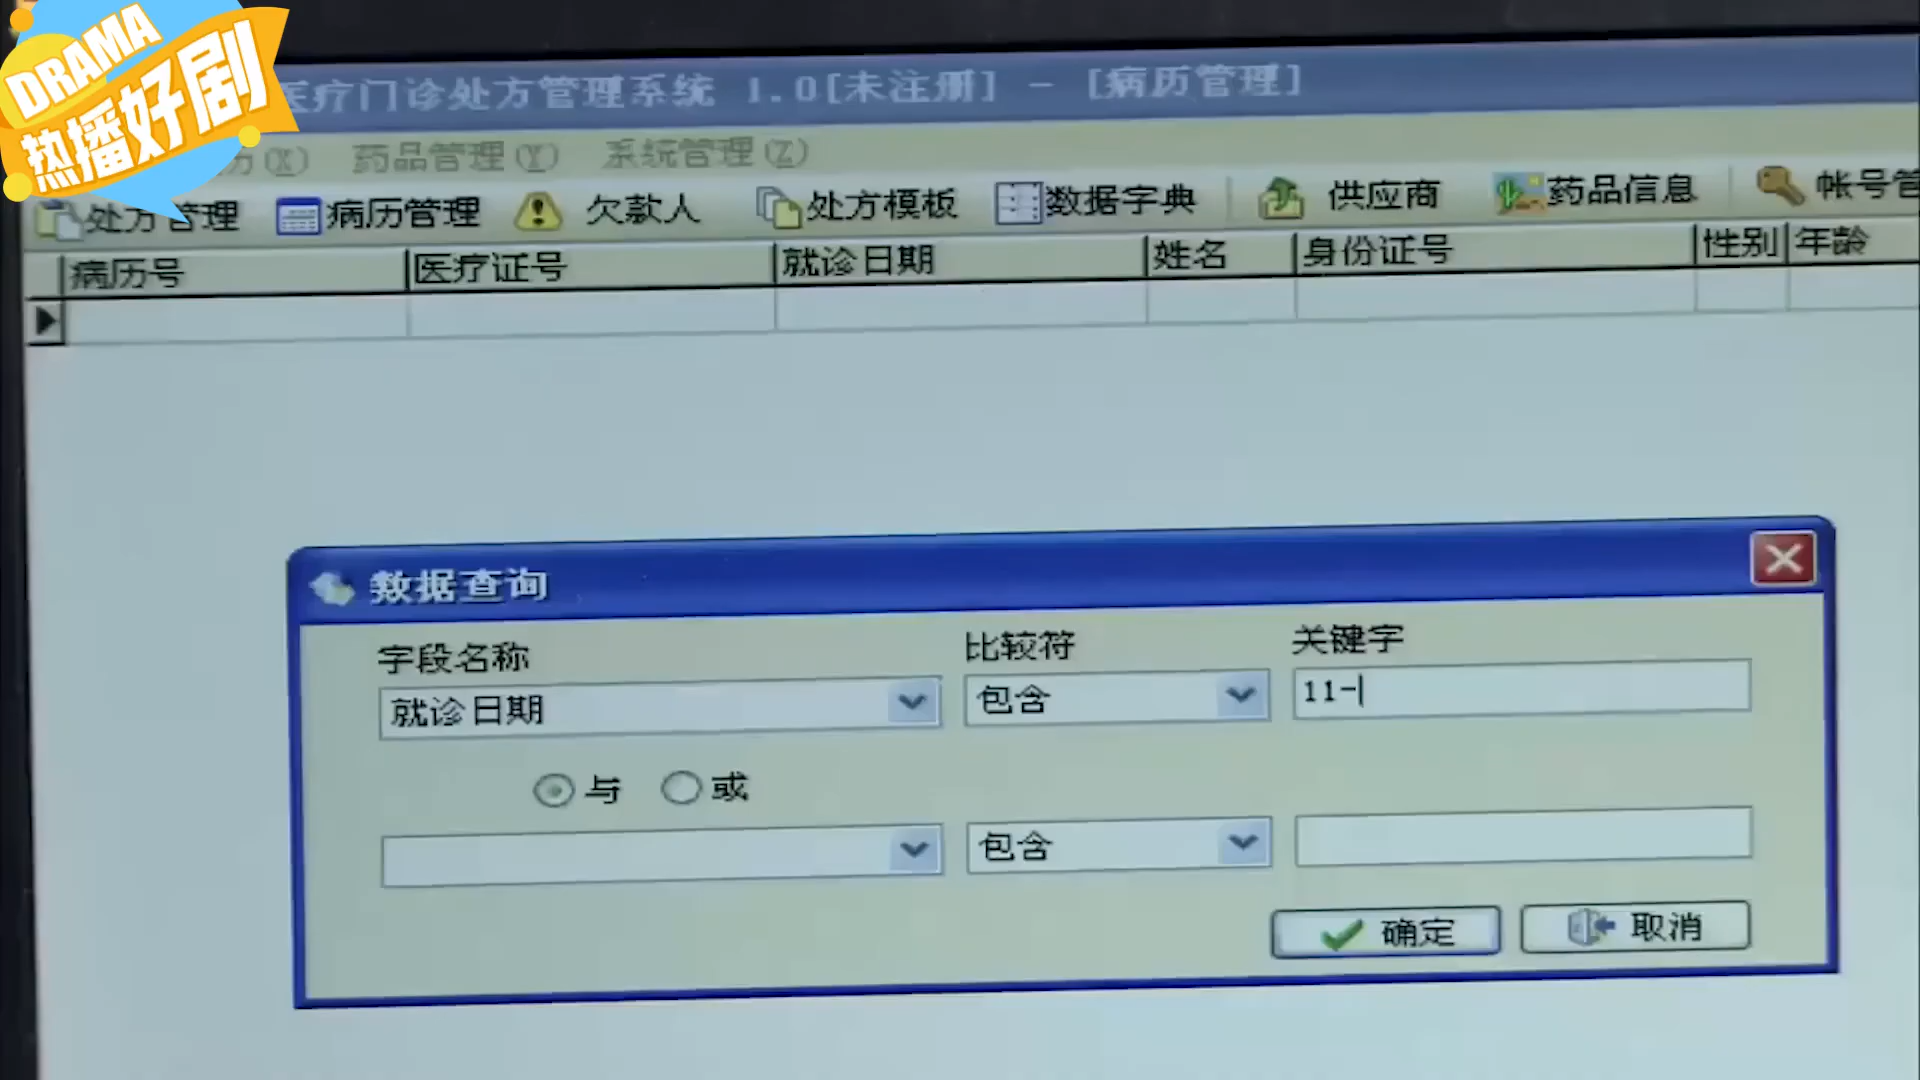 DRAMA
热播好剧
医疗门诊处方管理系统 1.0[未注册] - [病历管理]
(X) 药品管理(Y) 系统管理(Z)
处方管理 病历管理 欠款人 处方模板 数据字典 供应商 药品信息 帐号管
病历号 医疗证号 就诊日期 姓名 身份证号 性别 年龄
数据查询
字段名称 比较符 关键字
就诊日期 包含 11-
与 或
包含
确定 取消